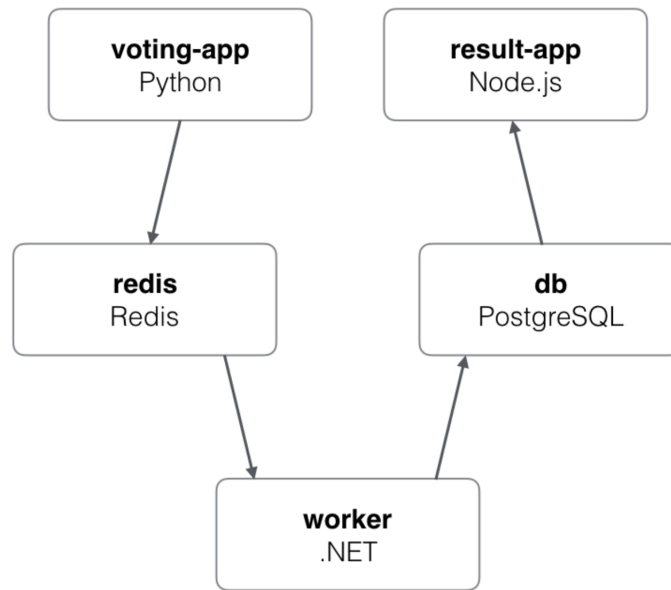 voting-app
Python
result-app
Node.js
redis
Redis
db
PostgreSQL
worker
.NET